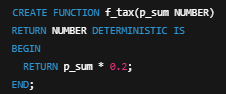 CREATE FUNCTION f_tax(p_sum NUMBER)
RETURN NUMBER DETERMINISTIC IS
BEGIN
  RETURN p_sum * 0.2;
END;